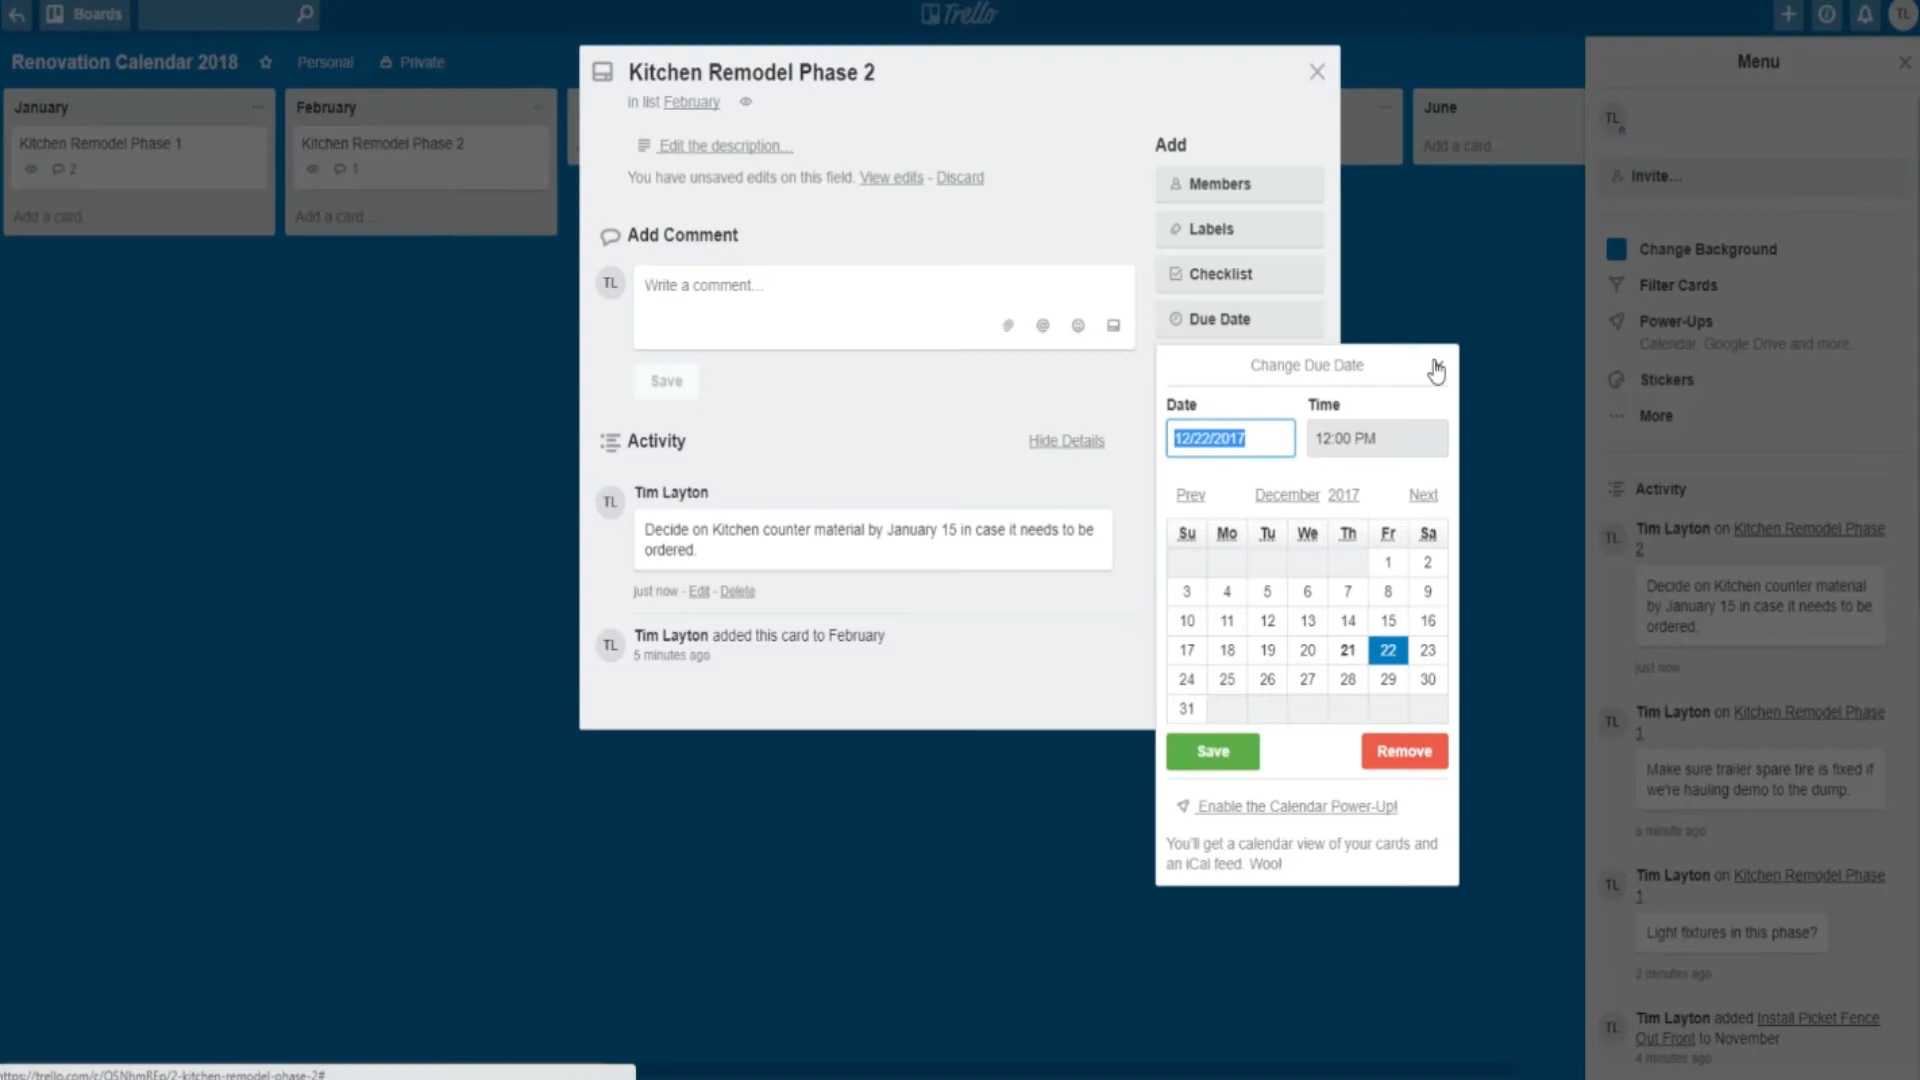 Boards
Trello
TL
Renovation Calendar 2018
Personal
Private
January
Kitchen Remodel Phase 1
2
Add a card
February
Kitchen Remodel Phase 2
1
Add a card...
June
Add a card
Kitchen Remodel Phase 2
in list February
Edit the description...
You have unsaved edits on this field. View edits - Discard
Add Comment
TL
Write a comment...
Save
Activity
Hide Details
TL
Tim Layton
Decide on Kitchen counter material by January 15 in case it needs to be
ordered.
just now - Edit - Delete
TL
Tim Layton added this card to February
5 minutes ago
Add
Members
Labels
Checklist
Due Date
Change Due Date
Date
Time
12/22/2017
12:00 PM
Prev
December 2017
Next
Su Mo Tu We Th Fr Sa
1 2
3 4 5 6 7 8 9
10 11 12 13 14 15 16
17 18 19 20 21 22 23
24 25 26 27 28 29 30
31
Save
Remove
Enable the Calendar Power-Up!
You'll get a calendar view of your cards and
an iCal feed. Woo!
Menu
TL
Invite...
Change Background
Filter Cards
Power-Ups
Calendar, Google Drive and more...
Stickers
More
Activity
TL
Tim Layton on Kitchen Remodel Phase
2
Decide on Kitchen counter material
by January 15 in case it needs to be
ordered.
just now
TL
Tim Layton on Kitchen Remodel Phase
1
Make sure trailer spare tire is fixed if
we're hauling demo to the dump.
a minute ago
TL
Tim Layton on Kitchen Remodel Phase
1
Light fixtures in this phase?
2 minutes ago
TL
Tim Layton added Install Picket Fence
Out Front to November
4 minutes ago